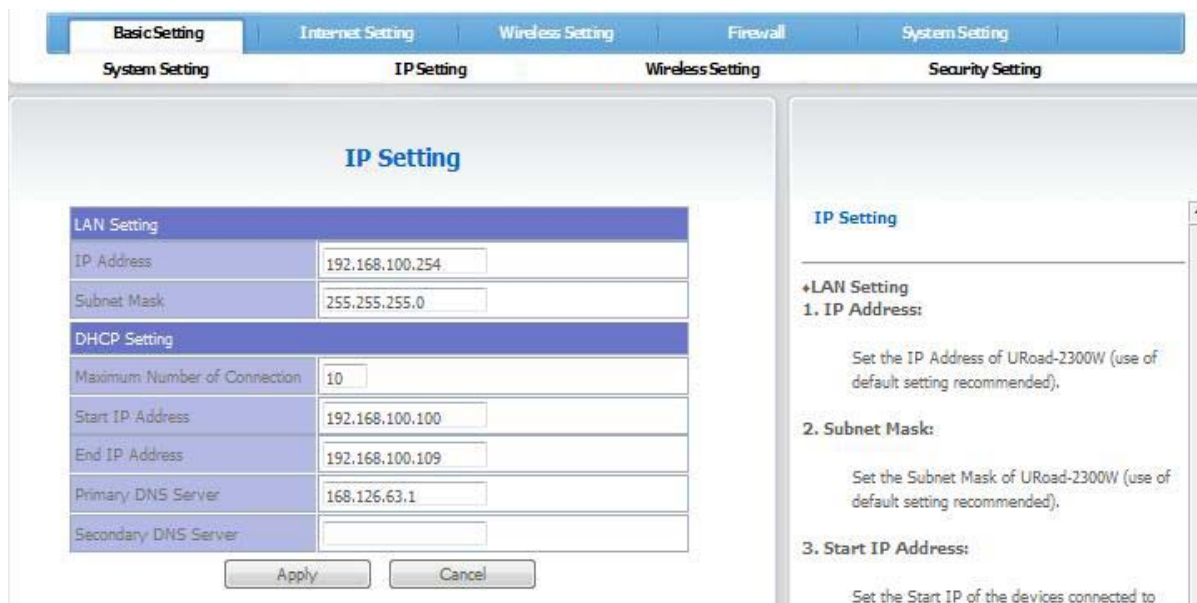 Basic Setting Internet Setting Wireless Setting Firewall System Setting
System Setting IP Setting Wireless Setting Security Setting
IP Setting
LAN Setting
IP Address 192.168.100.254
Subnet Mask 255.255.255.0
DHCP Setting
Maximum Number of Connection 10
Start IP Address 192.168.100.100
End IP Address 192.168.100.109
Primary DNS Server 168.126.63.1
Secondary DNS Server
Apply Cancel
IP Setting
♦LAN Setting
1. IP Address:
Set the IP Address of URoad-2300W (use of
default setting recommended).
2. Subnet Mask:
Set the Subnet Mask of URoad-2300W (use of
default setting recommended).
3. Start IP Address:
Set the Start IP of the devices connected to